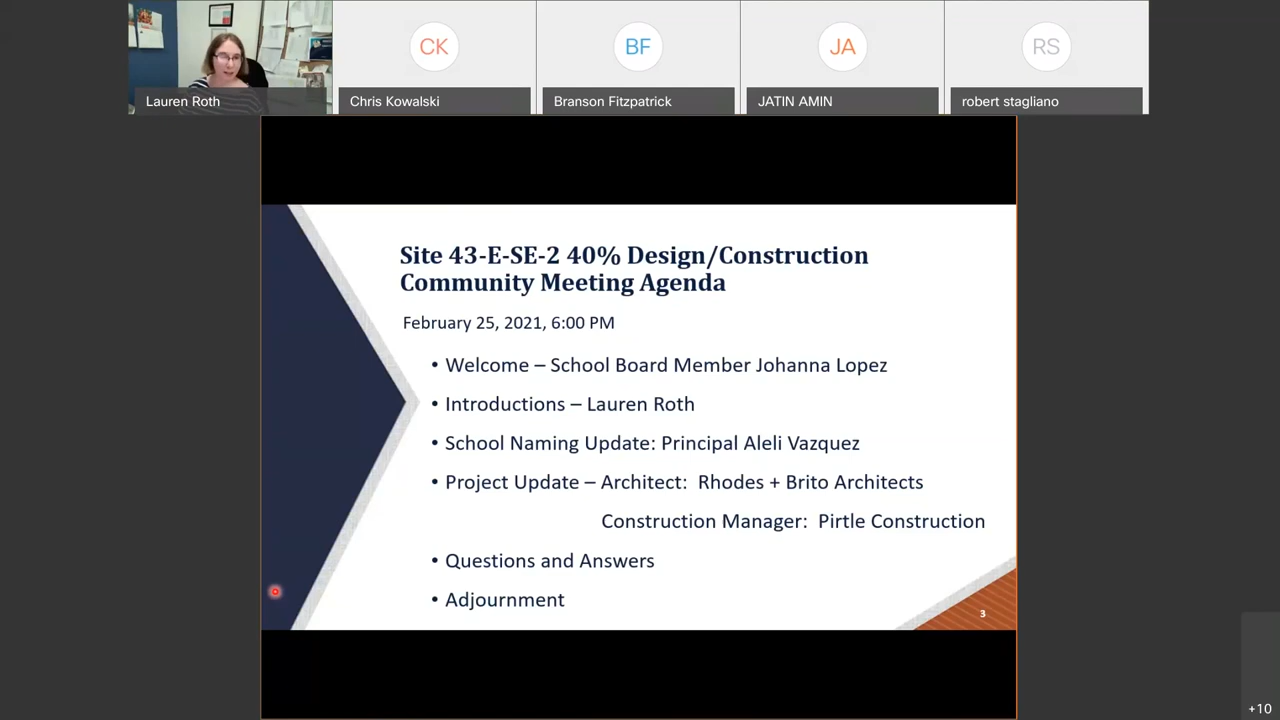 CK
BF
JA
RS
Lauren Roth
Chris Kowalski
Branson Fitzpatrick
JATIN AMIN
robert stagliano
Site 43-E-SE-2 40% Design/Construction
Community Meeting Agenda
February 25, 2021, 6:00 PM
• Welcome – School Board Member Johanna Lopez
• Introductions – Lauren Roth
• School Naming Update: Principal Aleli Vazquez
• Project Update – Architect: Rhodes + Brito Architects
Construction Manager: Pirtle Construction
• Questions and Answers
• Adjournment
3
+10